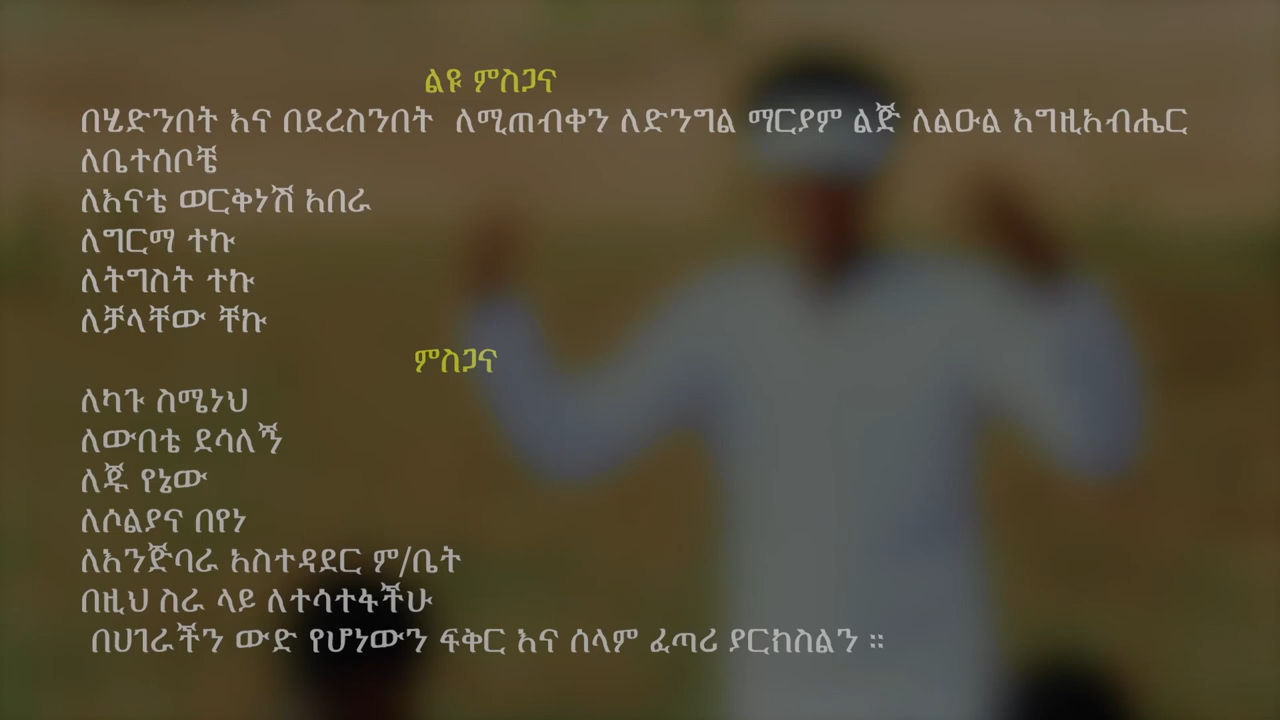 ልዩ ምስጋና
በሄድንበት እና በደረስንበት ለሚጠብቀን ለድንግል ማርያም ልጅ ለልዑል እግዚአብሔር
ለቤተሰቦቼ
ለእናቴ ወርቅነሽ አበራ
ለግርማ ተኩ
ለትግስት ተኩ
ለቻላቸው ቸኩ
ምስጋና
ለካጉ ስሜነህ
ለውበቴ ደሳለኝ
ለጁ የኔው
ለሶልያና በየነ
ለእንጅባራ አስተዳደር ም/ቤት
በዚህ ስራ ላይ ለተሳተፋችሁ
በሀገራችን ውድ የሆነውን ፍቅር እና ሰላም ፈጣሪ ያርከስልን ።